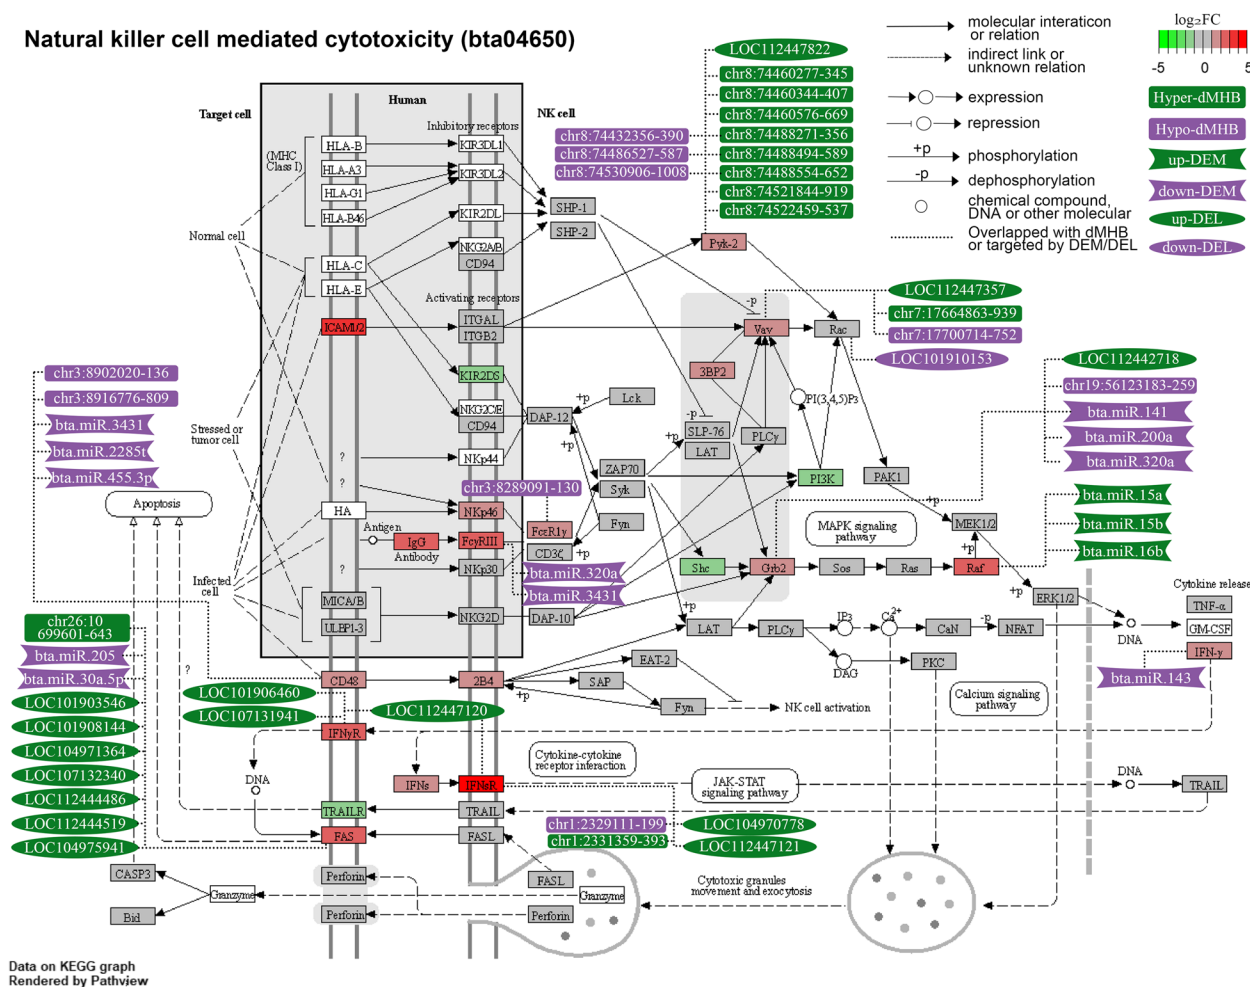 Natural killer cell mediated cytotoxicity (bta04650)
molecular interaticon
or relation
indirect link or
unknown relation
expression
repression
+p
phosphorylation
-p
dephosphorylation
chemical compound,
DNA or other molecular
Overlapped with dMHB
or targeted by DEM/DEL
log₂FC
-5 0 5
Hyper-dMHB
Hypo-dMHB
up-DEM
down-DEM
up-DEL
down-DEL
LOC112447822
chr8:74460277-345
chr8:74460344-407
chr8:74460576-669
chr8:74488271-356
chr8:74488494-589
chr8:74488554-652
chr8:74521844-919
chr8:74522459-537
chr8:74432356-390
chr8:74486527-587
chr8:74530906-1008
Target cell
Human
NK cell
Inhibitory receptors
(MHC
Class I)
HLA-B
HLA-A3
HLA-G1
HLA-B46
HLA-C
HLA-E
KIR3DL1
KIR3DL2
KIR2DL
NKG2A/B
CD94
SHP-1
SHP-2
Pyk-2
Normal cell
Activating receptors
ICAM1/2
ITGAL
ITGB2
KIR2DS
NKG2C/E
CD94
NKp44
?
?
HA
NKp46
Antigen
IgG
Antibody
FcγRIII
?
NKp30
MICA/B
ULBP1-3
NKG2D
Stressed or
tumor cell
Infected
cell
DAP-12
+p
Lck
+p
ZAP70
Syk
Fyn
chr3:8289091-130
FcεR1γ
CD3ζ
+p
bta.miR.320a
bta.miR.3431
DAP-10
-p
Vav
Rac
3BP2
-p
+p
SLP-76
LAT
PLCγ
PI(3,4,5)P3
PI3K
PAK1
LOC112447357
chr7:17664863-939
chr7:17700714-752
LOC101910153
LOC112442718
chr19:56123183-259
bta.miR.141
bta.miR.200a
bta.miR.320a
bta.miR.15a
bta.miR.15b
bta.miR.16b
+p
MAPK signaling
pathway
MEK1/2
+p
Shc
Grb2
Sos
Ras
Raf
+p
ERK1/2
+p
LAT
PLCγ
IP3
Ca2+
DAG
CaN
-p
NFAT
PKC
DNA
Cytokine release
TNF-α
GM-CSF
IFN-γ
bta.miR.143
chr3:8902020-136
chr3:8916776-809
bta.miR.3431
bta.miR.2285t
bta.miR.455.3p
Apoptosis
chr26:10
699601-643
bta.miR.205
bta.miR.30a.5p
LOC101903546
LOC101908144
LOC104971364
LOC107132340
LOC112444486
LOC112444519
LOC104975941
?
CD48
2B4
+p
EAT-2
SAP
Fyn
NK cell activation
Calcium signaling
pathway
LOC101906460
LOC107131941
LOC112447120
IFNγR
DNA
IFNs
IFNsR
Cytokine-cytokine
receptor interaction
JAK-STAT
signaling pathway
DNA
TRAIL
TRAILR
TRAIL
FAS
FASL
chr1:2329111-199
chr1:2331359-393
LOC104970778
LOC112447121
CASP3
Bid
Granzyme
Perforin
Perforin
FASL
Granzyme
Perforin
Cytotoxic granules
movement and exocytosis
Data on KEGG graph
Rendered by Pathview